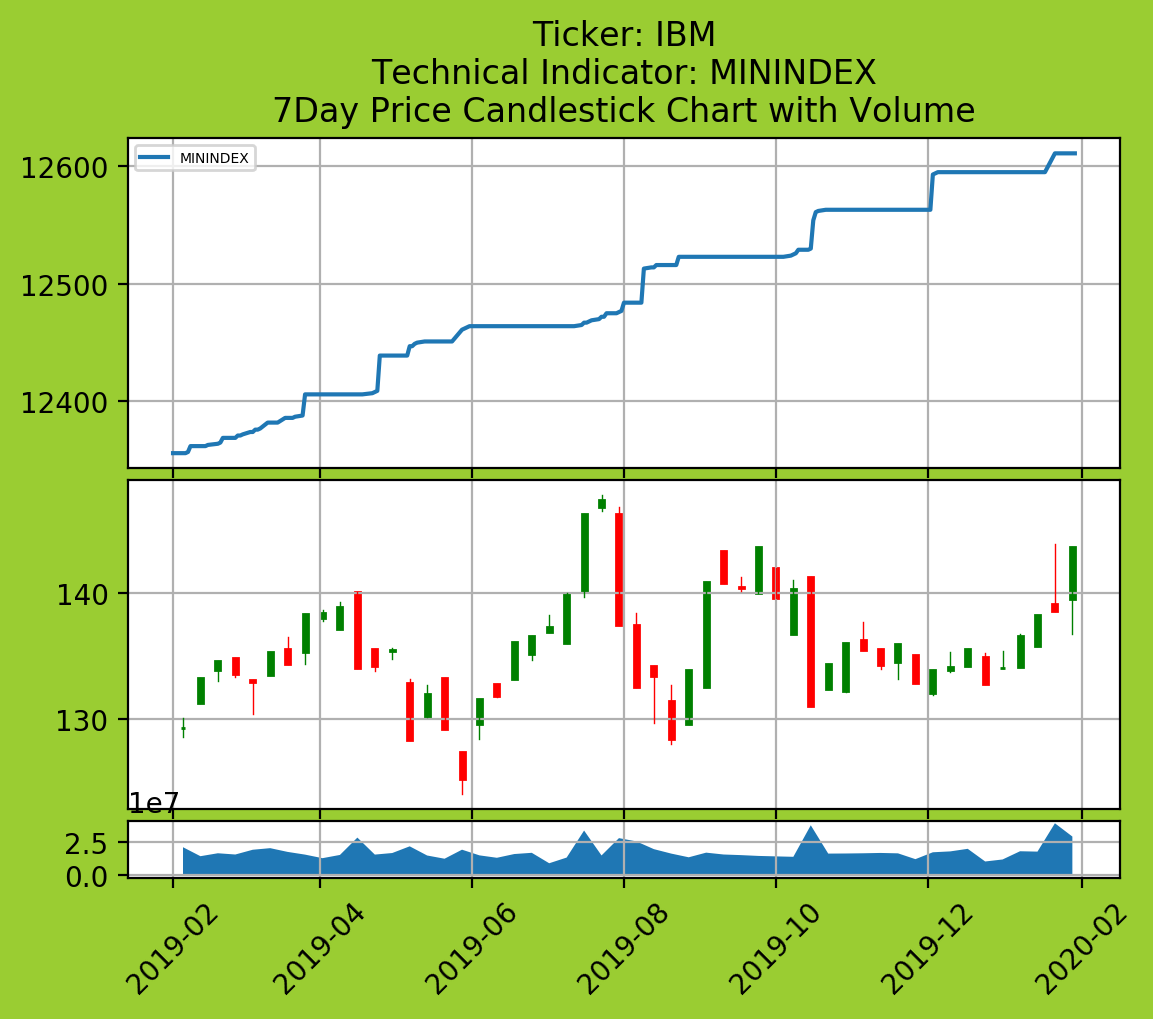 Ticker: IBM
Technical Indicator: MININDEX
7Day Price Candlestick Chart with Volume
MININDEX
12600
12500
12400
140
130
1e7
2.5
0.0
2019-02
2019-04
2019-06
2019-08
2019-10
2019-12
2020-02